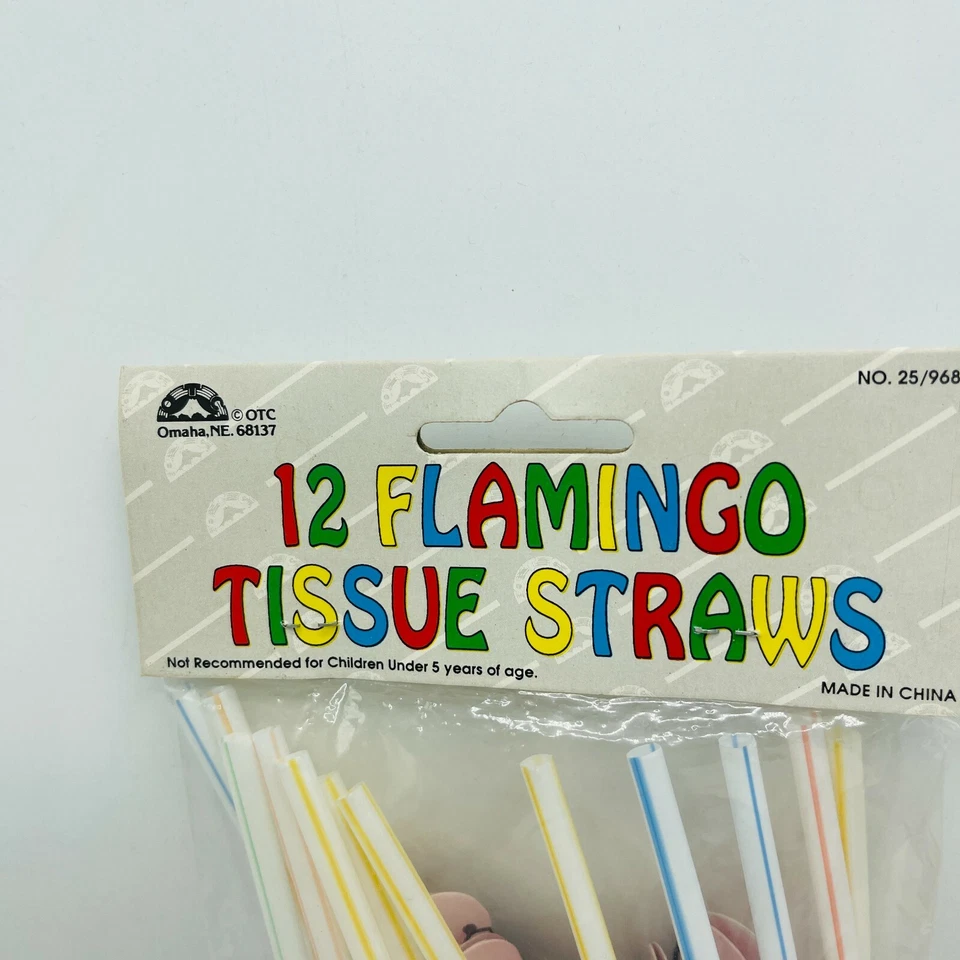 NO. 25/968
© OTC
Omaha, NE. 68137
12 FLAMINGO
TISSUE STRAWS
Not Recommended for Children Under 5 years of age.
MADE IN CHINA